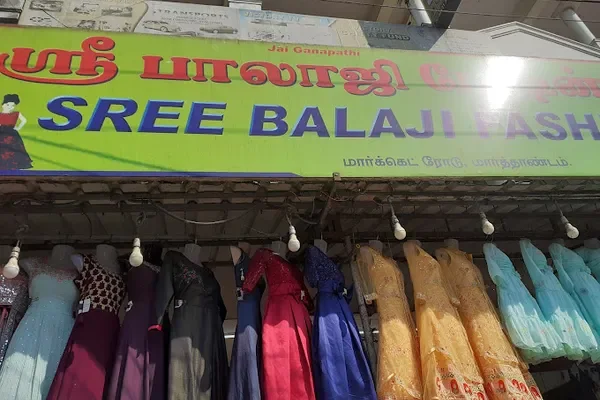 Jai Ganapathi
ஸ்ரீ பாலாஜி
SREE BALAJI FASH
மார்கெட் ரோடு, மார்த்தாண்டம்.